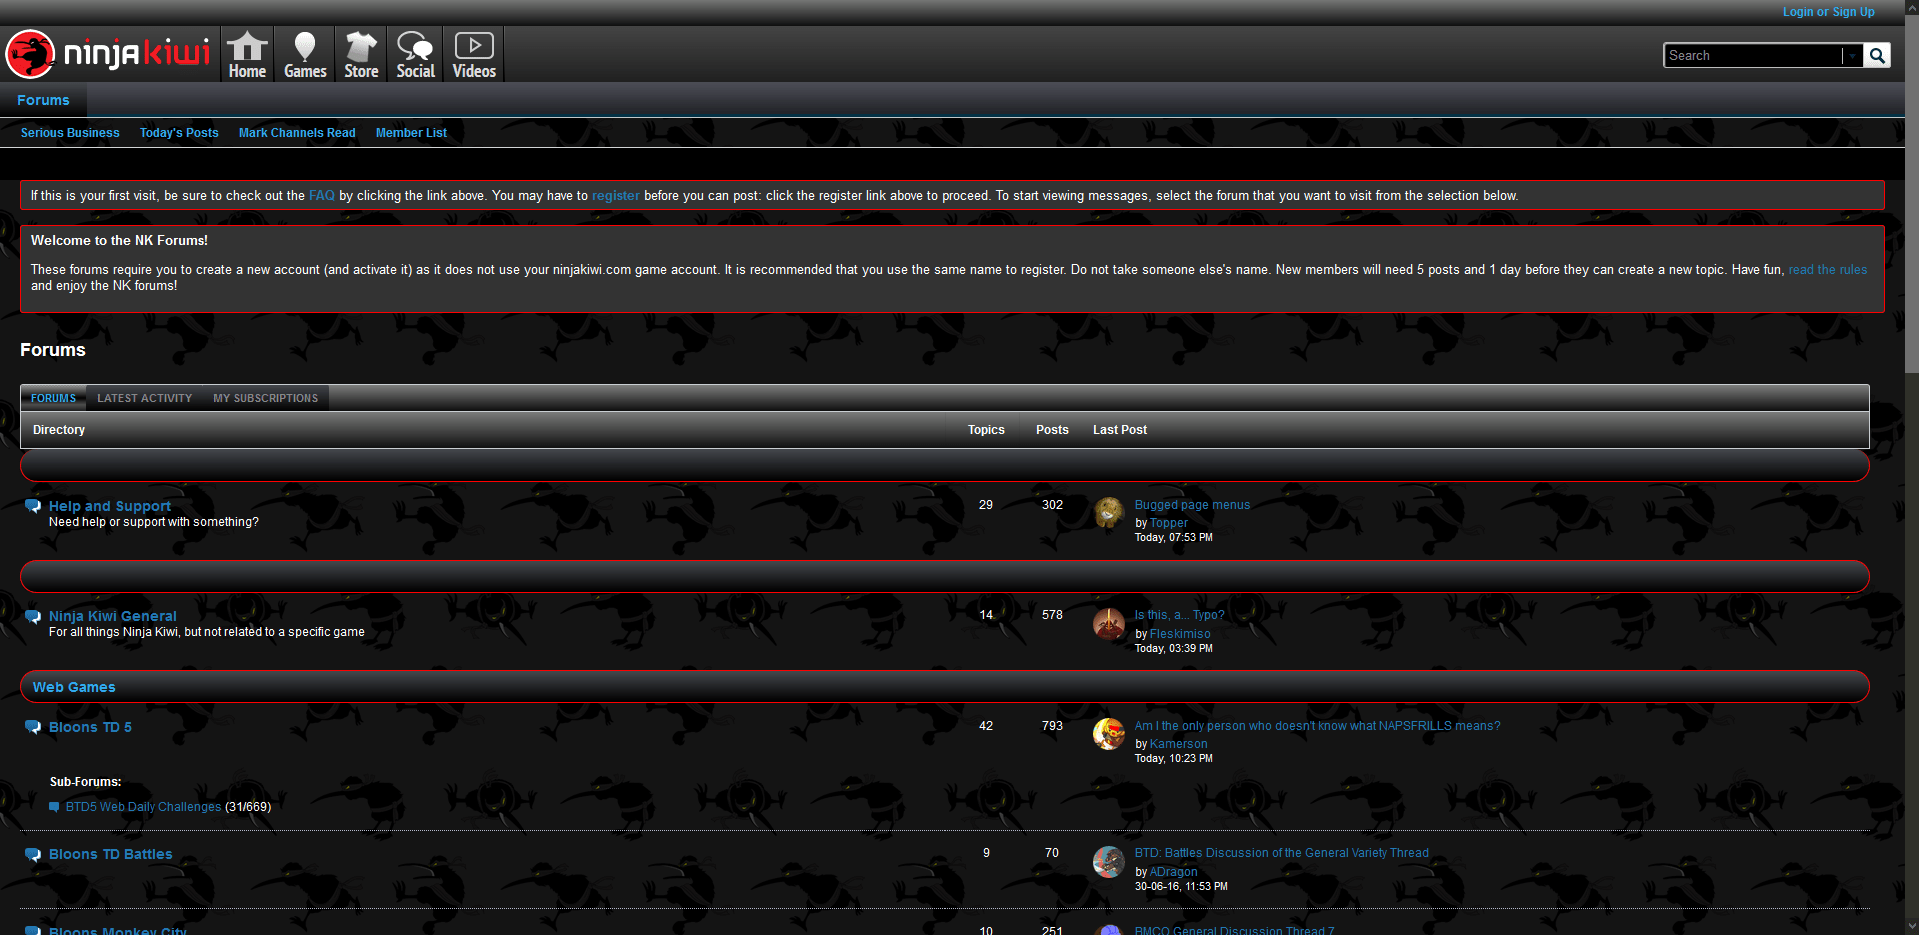 Login or Sign Up
ninjakiwi
Home Games Store Social Videos
Search
Forums
Serious Business Today's Posts Mark Channels Read Member List
If this is your first visit, be sure to check out the FAQ by clicking the link above. You may have to register before you can post: click the register link above to proceed. To start viewing messages, select the forum that you want to visit from the selection below.
Welcome to the NK Forums!
These forums require you to create a new account (and activate it) as it does not use your ninjakiwi.com game account. It is recommended that you use the same name to register. Do not take someone else's name. New members will need 5 posts and 1 day before they can create a new topic. Have fun, read the rules
and enjoy the NK forums!
Forums
FORUMS LATEST ACTIVITY MY SUBSCRIPTIONS
Directory Topics Posts Last Post
Help and Support 29 302 Bugged page menus
Need help or support with something?
by Topper
Today, 07:53 PM
Ninja Kiwi General 14 578 Is this, a... Typo?
For all things Ninja Kiwi, but not related to a specific game
by Fleskimiso
Today, 03:39 PM
Web Games
Bloons TD 5 42 793 Am I the only person who doesn't know what NAPSFRILLS means?
by Kamerson
Today, 10:23 PM
Sub-Forums:
BTD5 Web Daily Challenges (31/669)
Bloons TD Battles 9 70 BTD: Battles Discussion of the General Variety Thread
by ADragon
30-06-16, 11:53 PM
Bloons Monkey City 10 251 BMCO General Discussion Thread 7